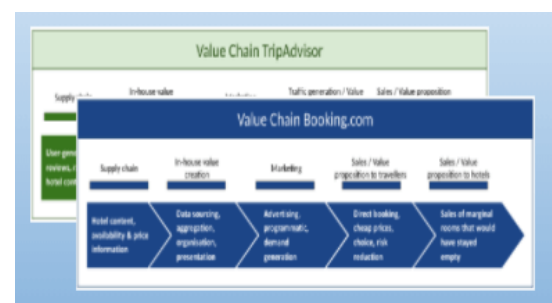 Value Chain TripAdvisor
In-house value
Traffic generation / Value
Sales / Value proposition
Supply
User-gene
reviews, r
hotel cont
Value Chain Booking.com
Supply chain
In-house value
creation
Marketing
Sales / Value
proposition to travellers
Sales / Value
proposition to hotels
Hotel content,
availability & price
information
Data sourcing,
aggregation,
organisation,
presentation
Advertising,
programmatic,
demand
generation
Direct booking,
cheap prices,
choice, risk
reduction
Sales of marginal
rooms that would
have stayed
empty